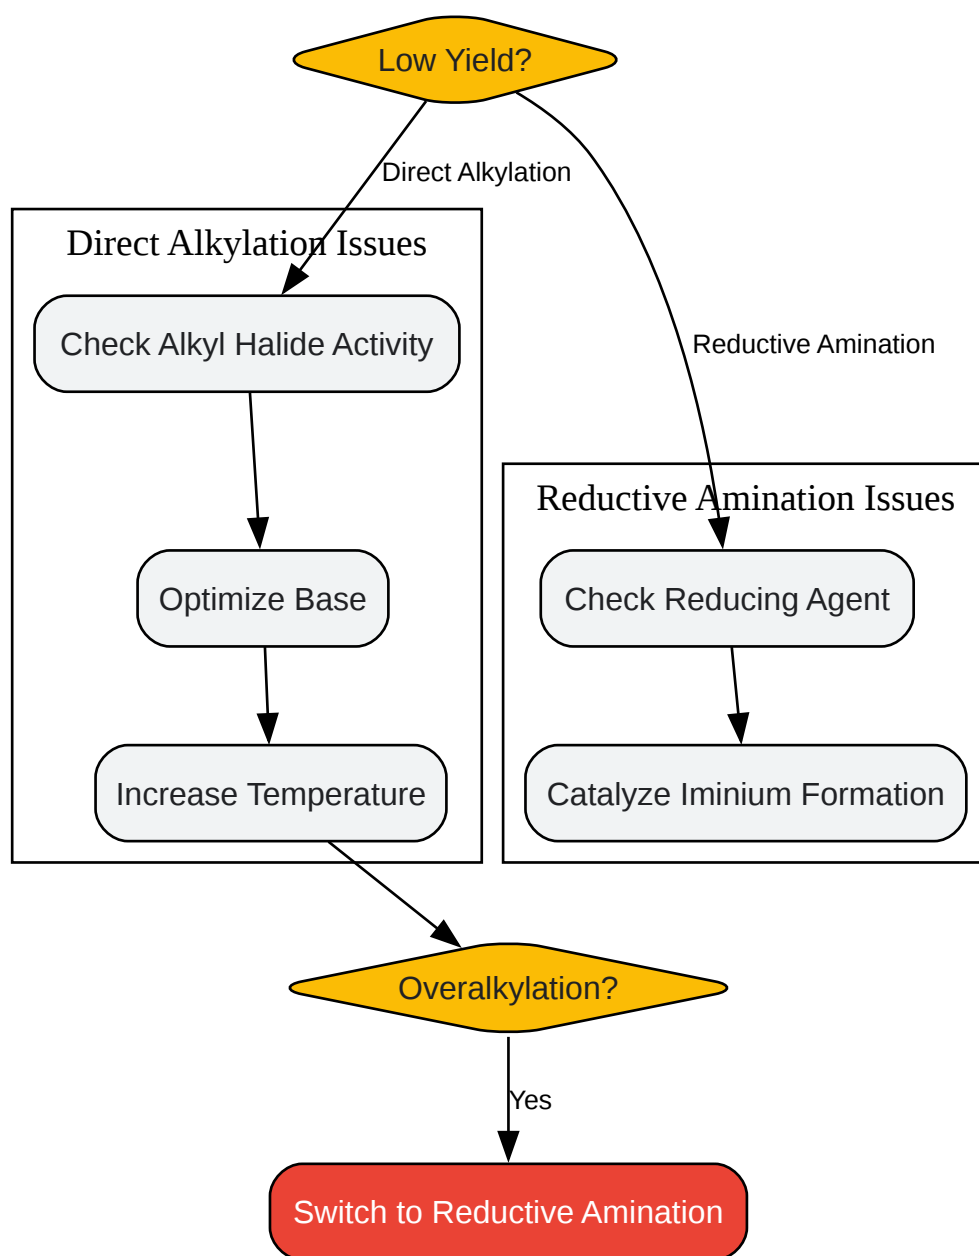 Low Yield?
Direct Alkylation
Direct Alkylation Issues
Check Alkyl Halide Activity
Reductive Amination
Reductive Amination Issues
Optimize Base
Check Reducing Agent
Increase Temperature
Catalyze Iminium Formation
Overalkylation?
Yes
Switch to Reductive Amination